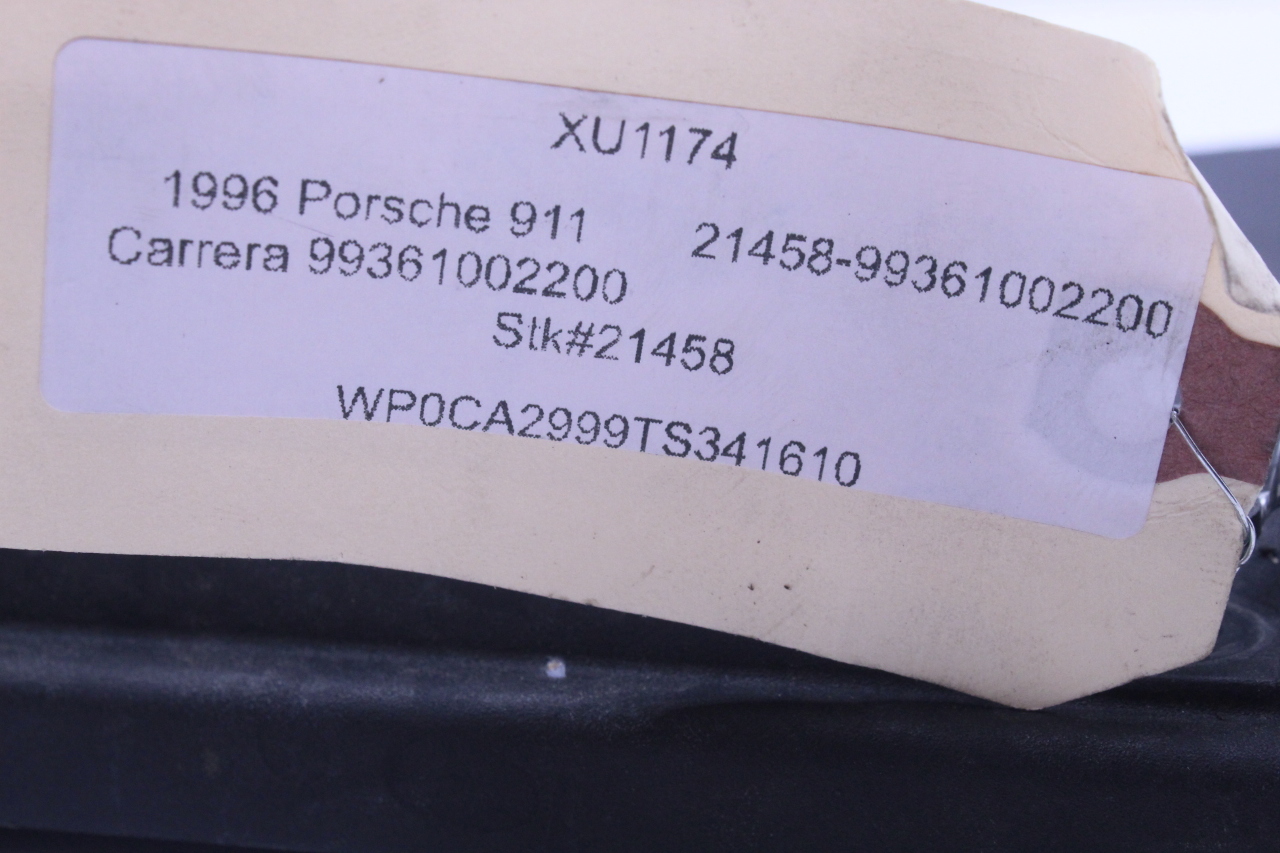 XU1174
1996 Porsche 911
Carrera 99361002200
21458-99361002200
Stk#21458
WP0CA2999TS341610